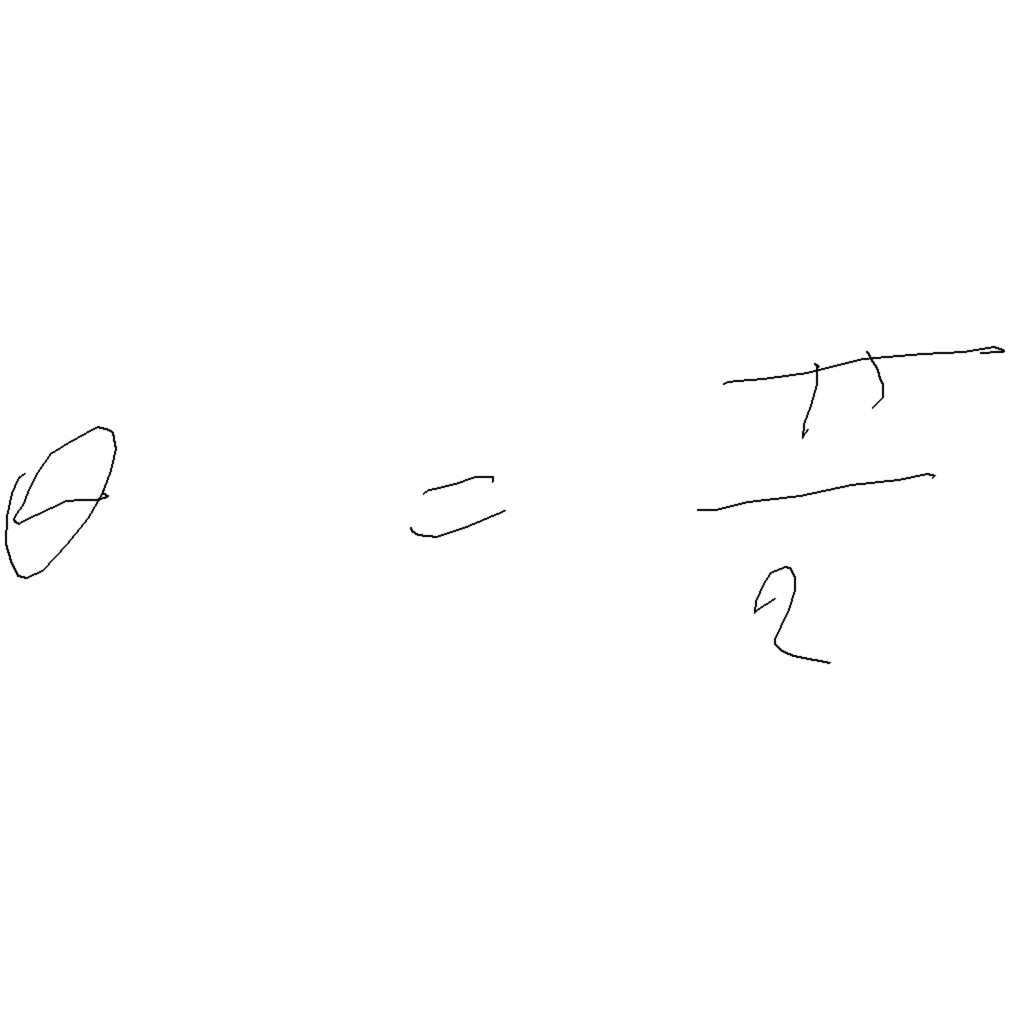 θ = π/2